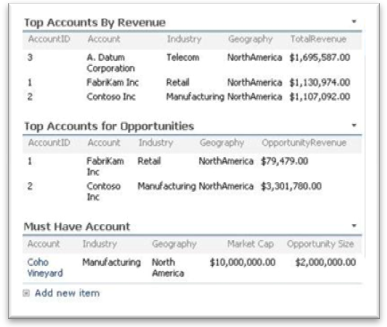 Top Accounts By Revenue
AccountID Account Industry Geography TotalRevenue
3 A. Datum Telecom NorthAmerica $1,695,587.00
Corporation
1 FabriKam Inc Retail NorthAmerica $1,130,974.00
2 Contoso Inc Manufacturing NorthAmerica $1,107,092.00
Top Accounts for Opportunities
AccountID Account Industry Geography OpportunityRevenue
1 FabriKam Retail NorthAmerica $79,479.00
Inc
2 Contoso Manufacturing NorthAmerica $3,301,780.00
Inc
Must Have Account
Account Industry Geography Market Cap Opportunity Size
Coho Manufacturing North $10,000,000.00 $2,000,000.00
Vineyard America
Add new item